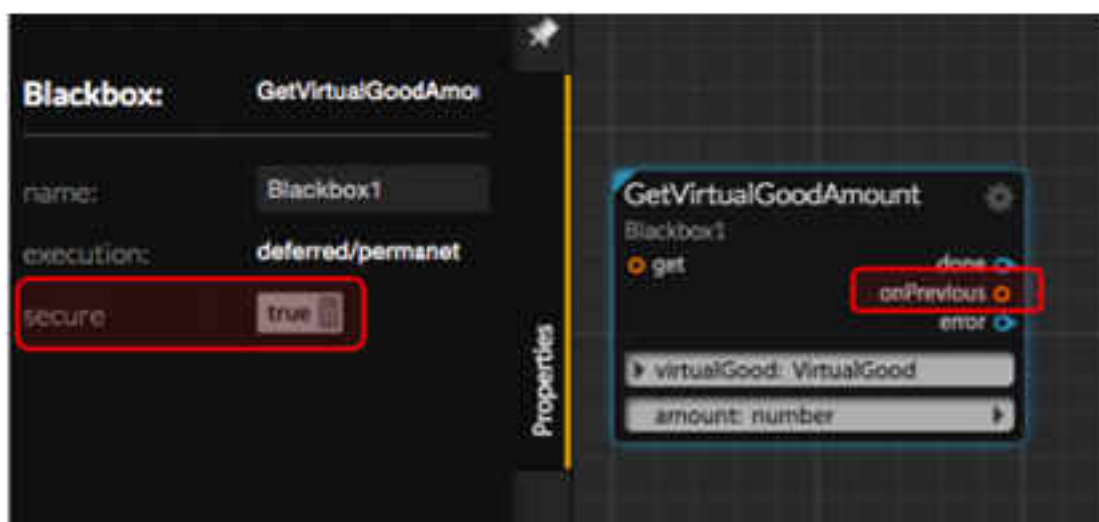 Blackbox:
GetVirtualGoodAmo
name:
Blackbox1
execution:
deferred/permanet
secure
true
Properties
GetVirtualGoodAmount
Blackbox1
get
done
onPrevious
error
virtualGood: VirtualGood
amount: number